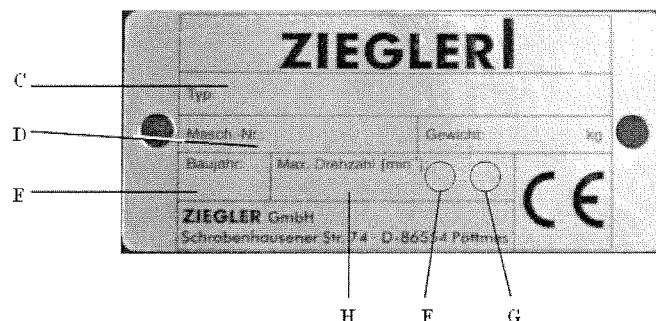 ZIEGLER
C
Typ:
D
Masch. Nr.
Gewicht:
kg
E
Baujahr:
Max. Drehzahl (min⁻¹)
CE
ZIEGLER GmbH
Schrobenhausener Str. 74 · D-86554 Pöttmes
H
F
G